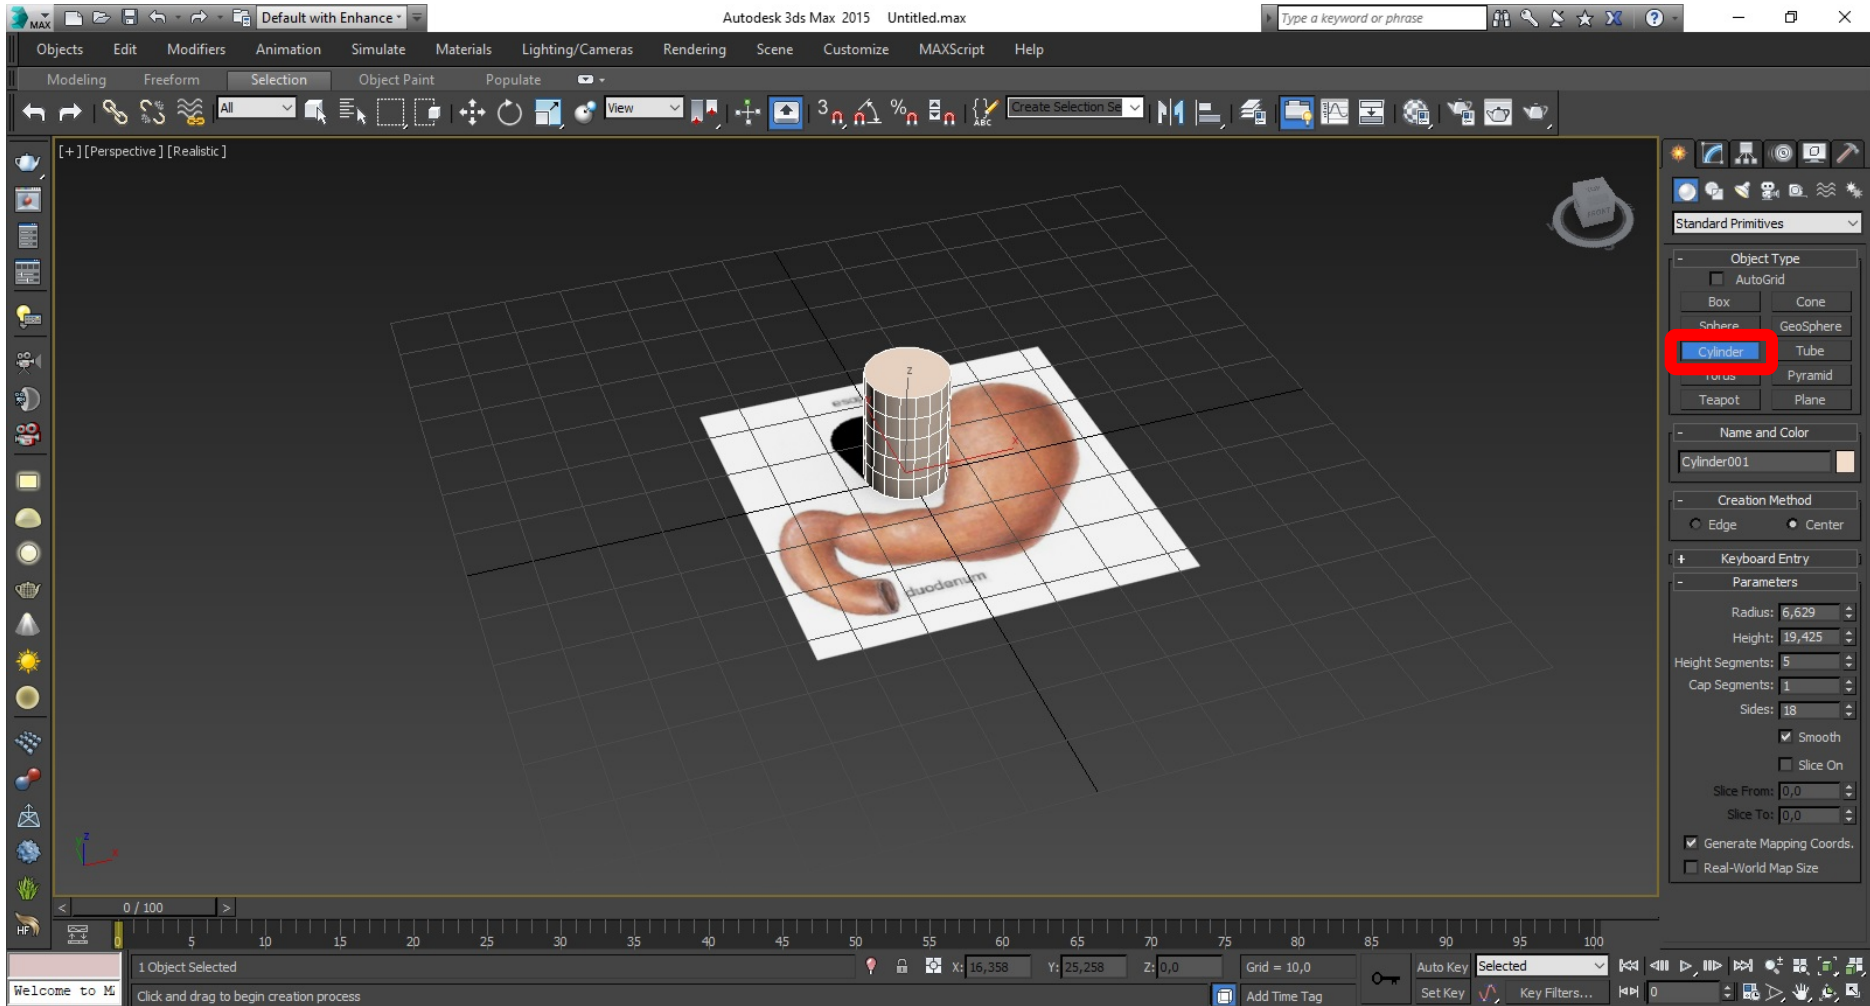 MAX Default with Enhance Autodesk 3ds Max 2015 Untitled.max Type a keyword or phrase
Objects Edit Modifiers Animation Simulate Materials Lighting/Cameras Rendering Scene Customize MAXScript Help
Modeling Freeform Selection Object Paint Populate
All View 3 % ABC Create Selection Se
[+] [Perspective] [Realistic]
Standard Primitives
- Object Type
AutoGrid
Box Cone
Sphere GeoSphere
Cylinder Tube
Torus Pyramid
Teapot Plane
- Name and Color
Cylinder001
- Creation Method
Edge Center
+ Keyboard Entry
- Parameters
Radius: 6,629
Height: 19,425
Height Segments: 5
Cap Segments: 1
Sides: 18
Smooth
Slice On
Slice From: 0,0
Slice To: 0,0
Generate Mapping Coords.
Real-World Map Size
TOP
FRONT
z
x
duodenum
z
y
x
HF
< 0 / 100 >
0 5 10 15 20 25 30 35 40 45 50 55 60 65 70 75 80 85 90 95 100
1 Object Selected X: 16,358 Y: 25,258 Z: 0,0 Grid = 10,0 Auto Key Selected
Welcome to M Click and drag to begin creation process Add Time Tag Set Key Key Filters... 0